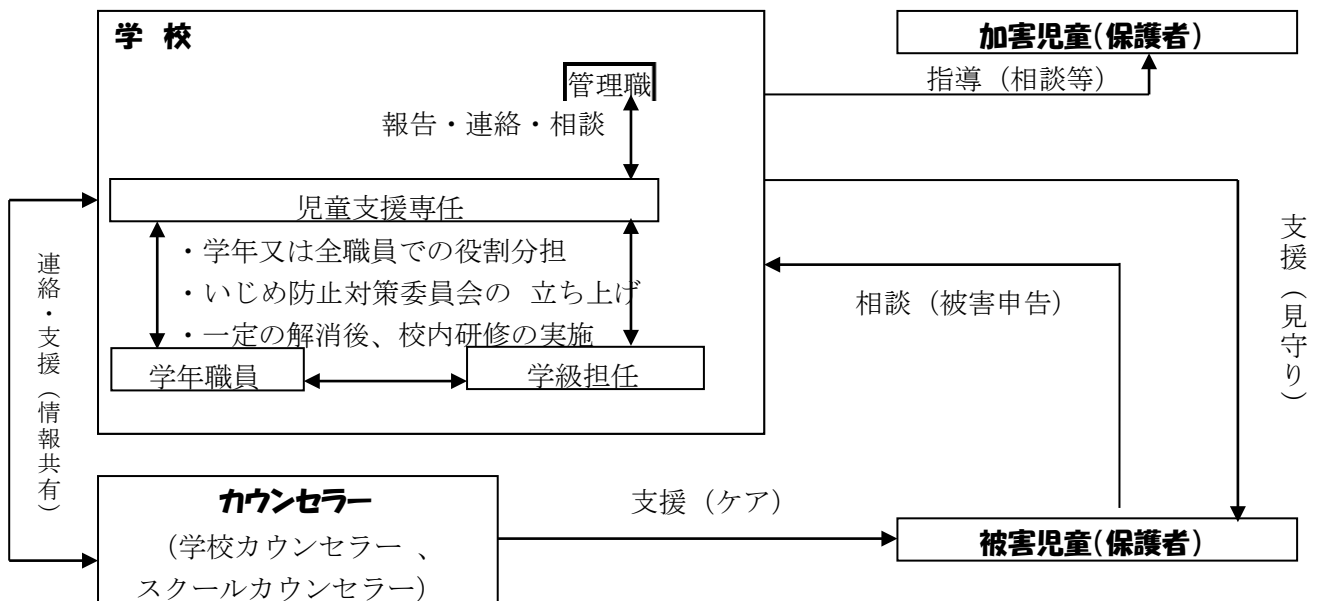 学 校
管理職
報告・連絡・相談
児童支援専任
・学年又は全職員での役割分担
・いじめ防止対策委員会の 立ち上げ
・一定の解消後、校内研修の実施
学年職員
学級担任
加害児童(保護者)
指導（相談等）
支援（見守り）
相談（被害申告）
連絡・支援（情報共有）
カウンセラー
（学校カウンセラー 、
スクールカウンセラー）
支援（ケア）
被害児童(保護者)